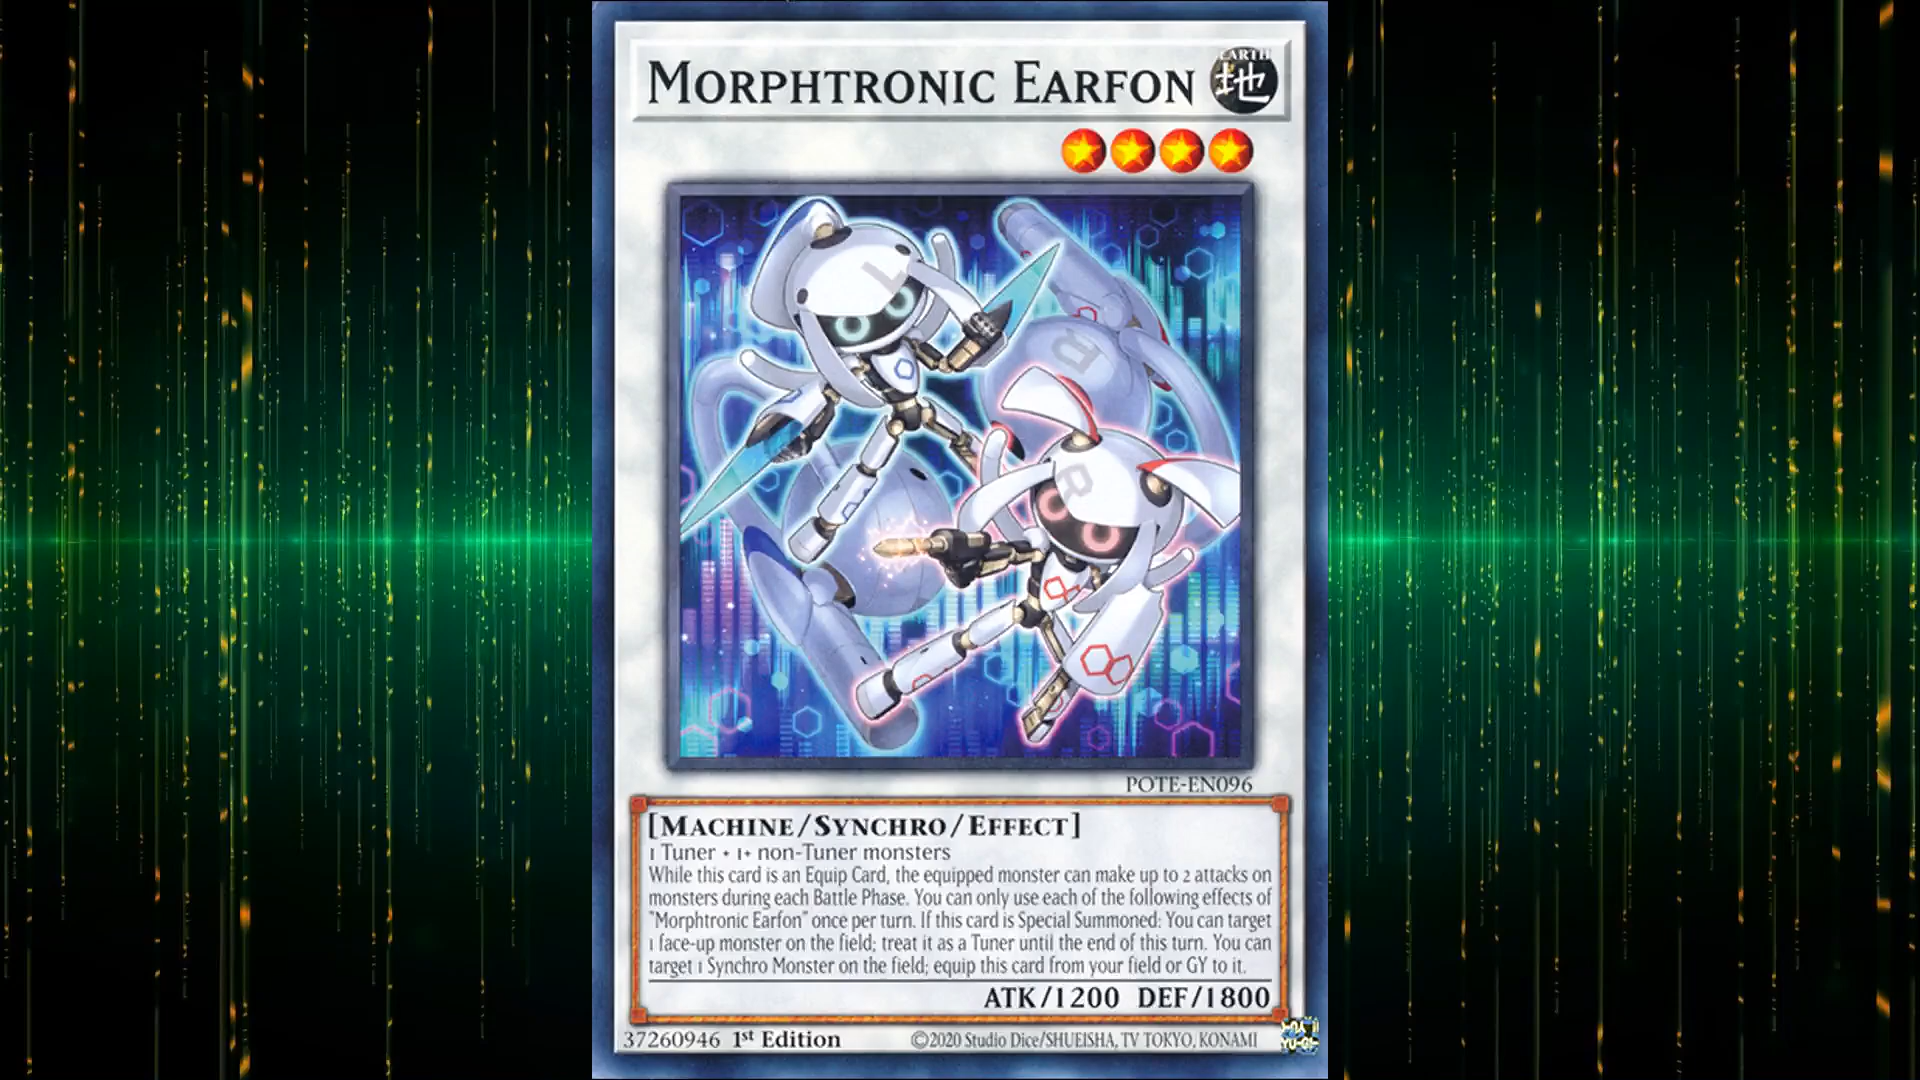 MORPHTRONIC EARFON
EARTH
地
L
R
R
POTE-EN096
[MACHINE/SYNCHRO/EFFECT]
1 Tuner + 1+ non-Tuner monsters
While this card is an Equip Card, the equipped monster can make up to 2 attacks on
monsters during each Battle Phase. You can only use each of the following effects of
"Morphtronic Earfon" once per turn. If this card is Special Summoned: You can target
1 face-up monster on the field; treat it as a Tuner until the end of this turn. You can
target 1 Synchro Monster on the field; equip this card from your field or GY to it.
ATK/1200 DEF/1800
37260946 1st Edition
©2020 Studio Dice/SHUEISHA, TV TOKYO, KONAMI